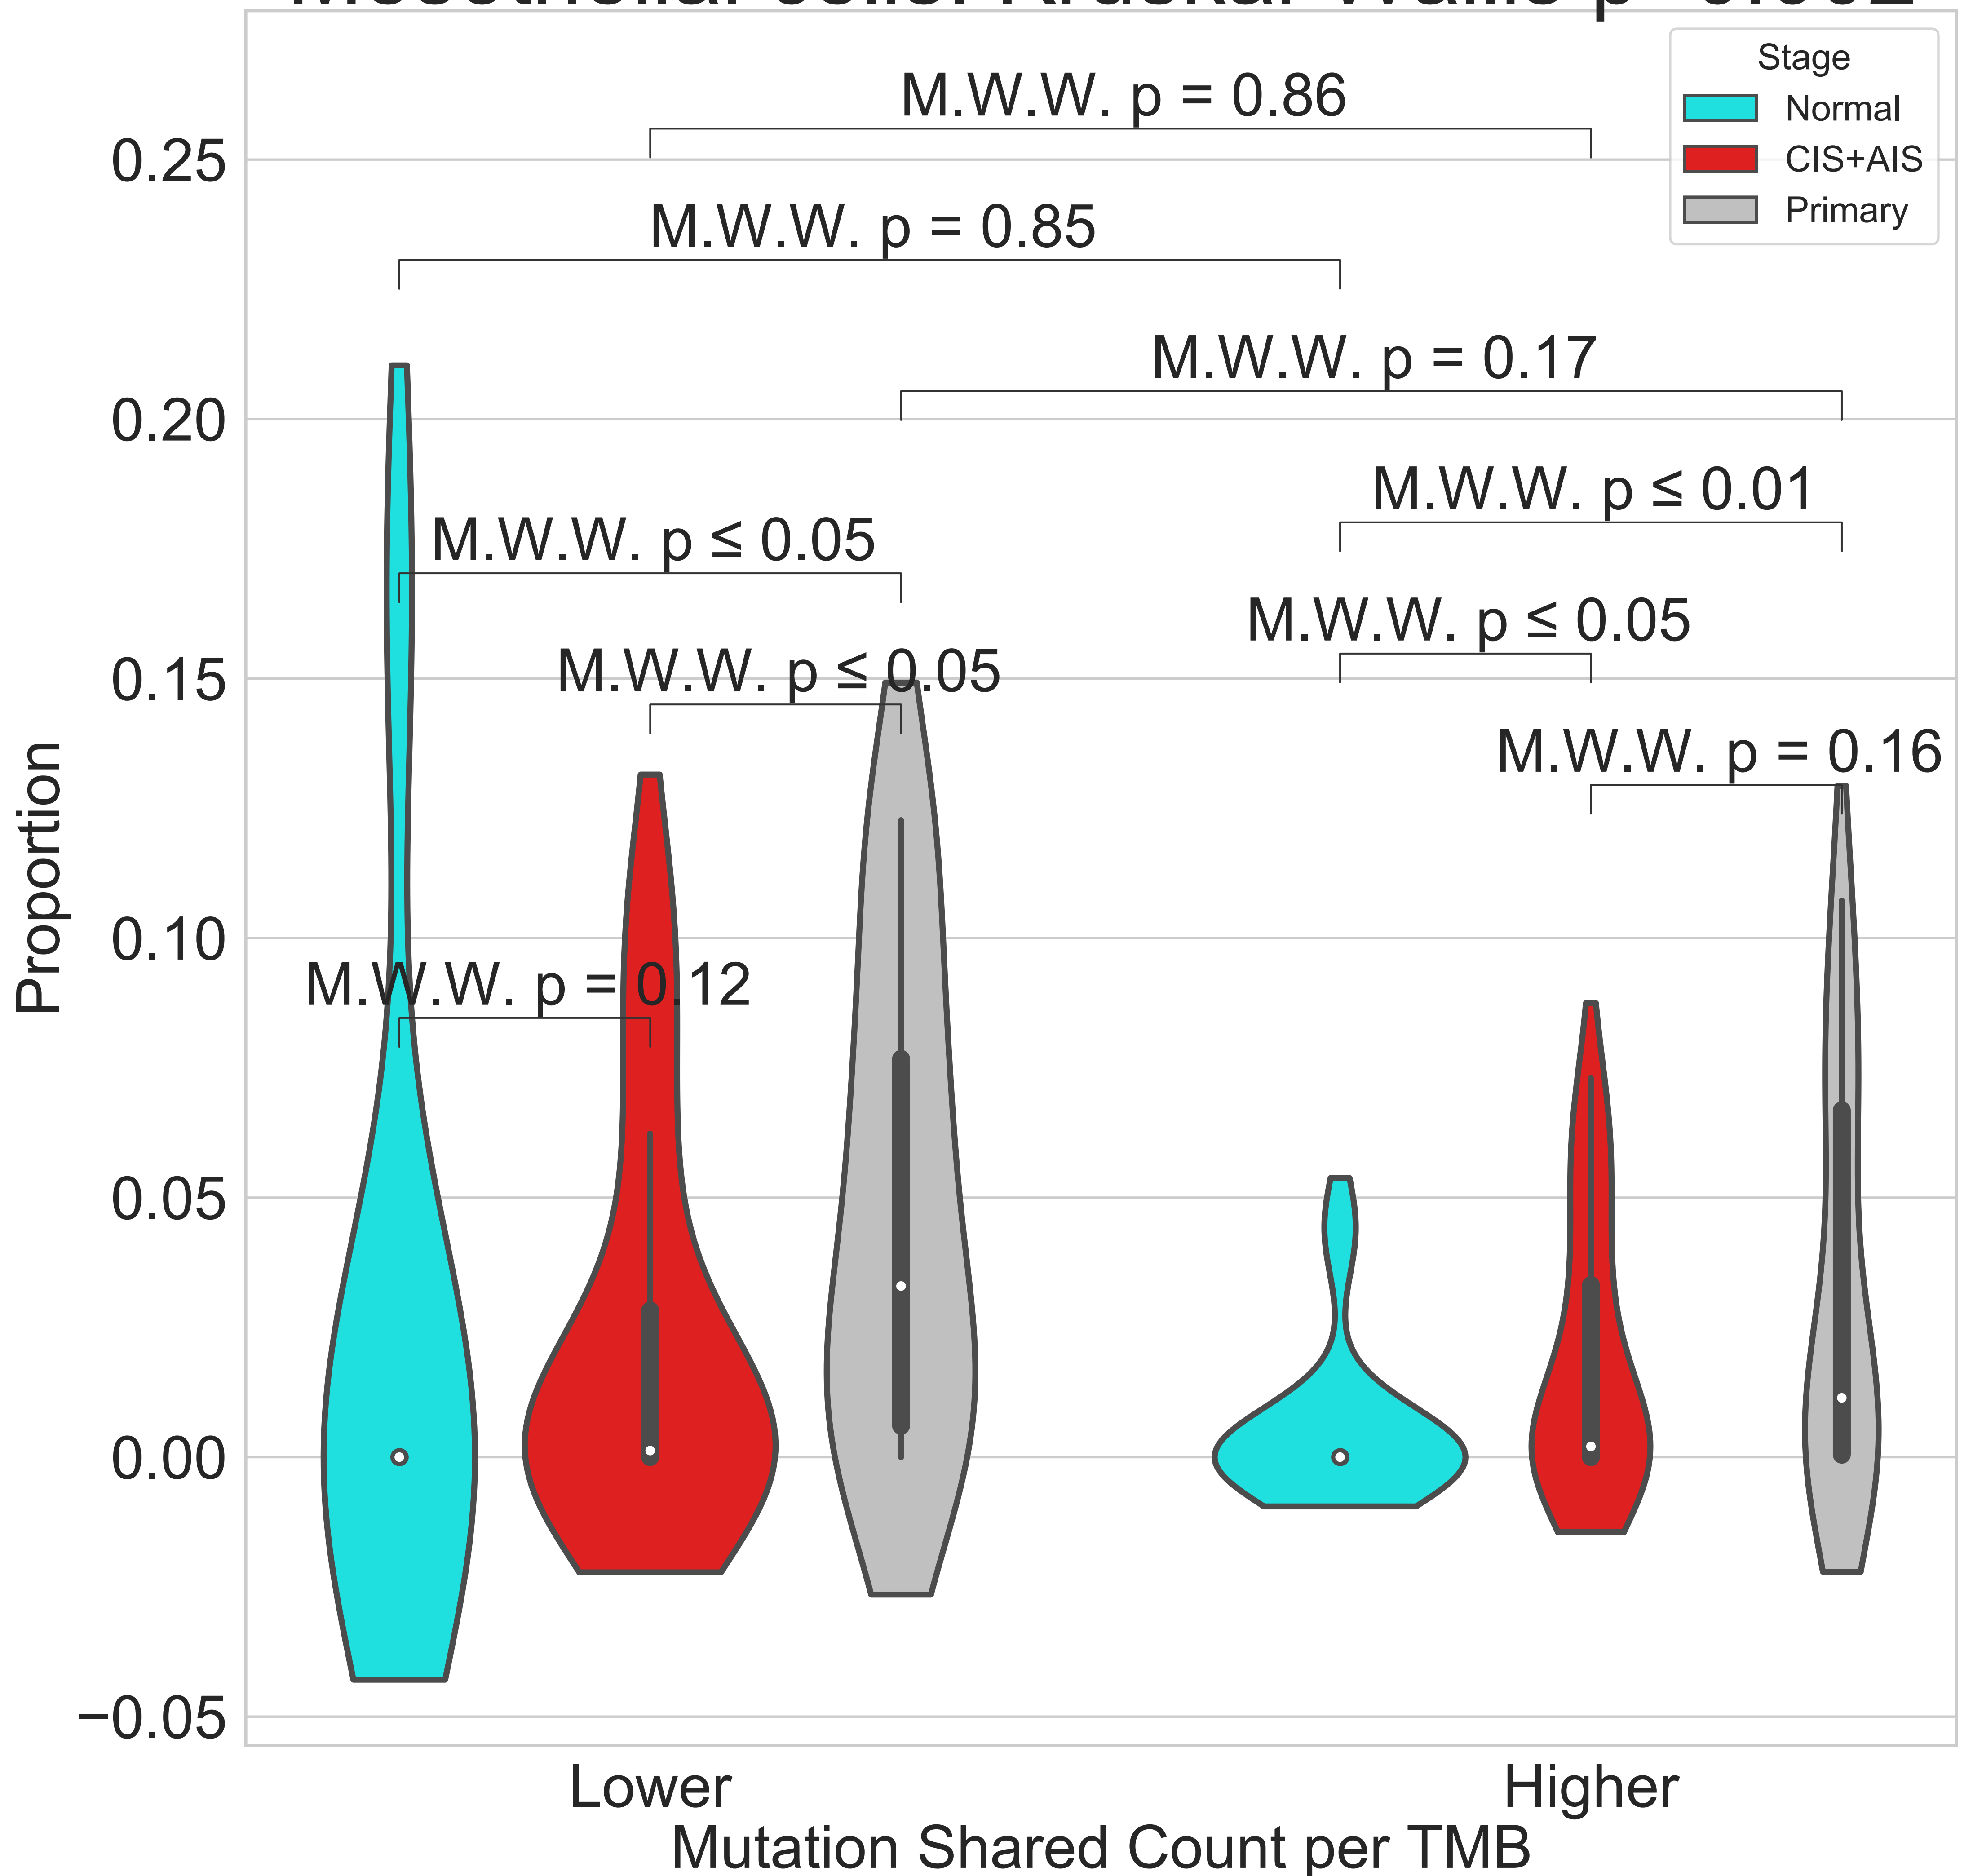 Stage
Normal
CIS+AIS
Primary
M.W.W. p = 0.86
M.W.W. p = 0.85
M.W.W. p = 0.17
M.W.W. p ≤ 0.01
M.W.W. p ≤ 0.05
M.W.W. p ≤ 0.05
M.W.W. p ≤ 0.05
M.W.W. p = 0.16
M.W.W. p = 0.12
0.25
0.20
0.15
0.10
0.05
0.00
−0.05
Proportion
Lower
Higher
Mutation Shared Count per TMB